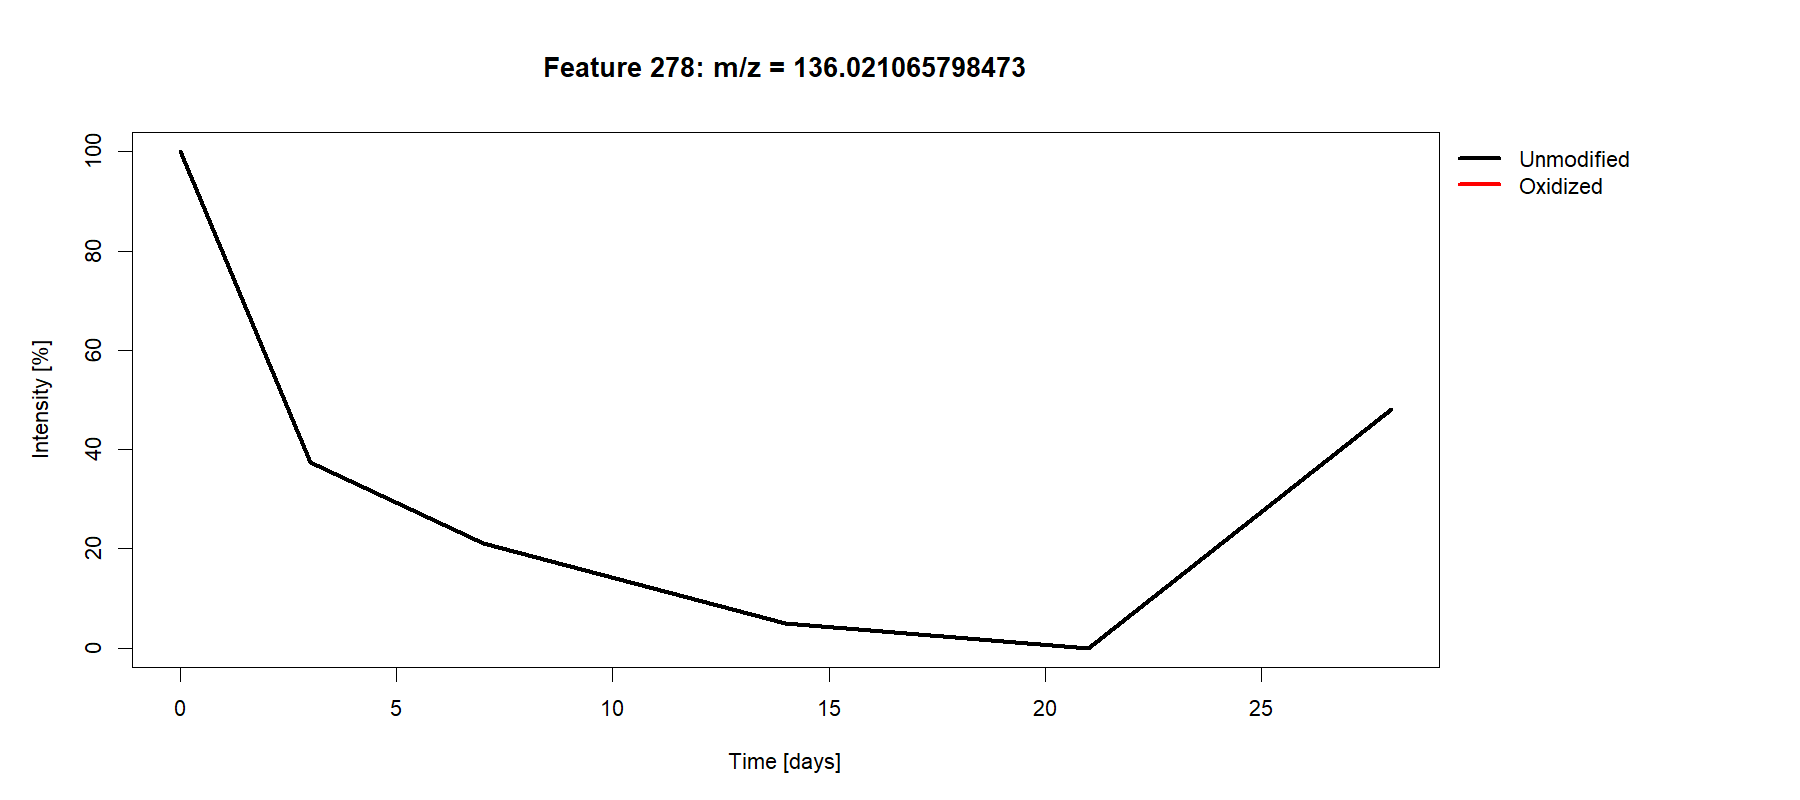 Feature 278: m/z = 136.021065798473
Unmodified
Oxidized
Intensity [%]
100
80
60
40
20
0
0 5 10 15 20 25
Time [days]